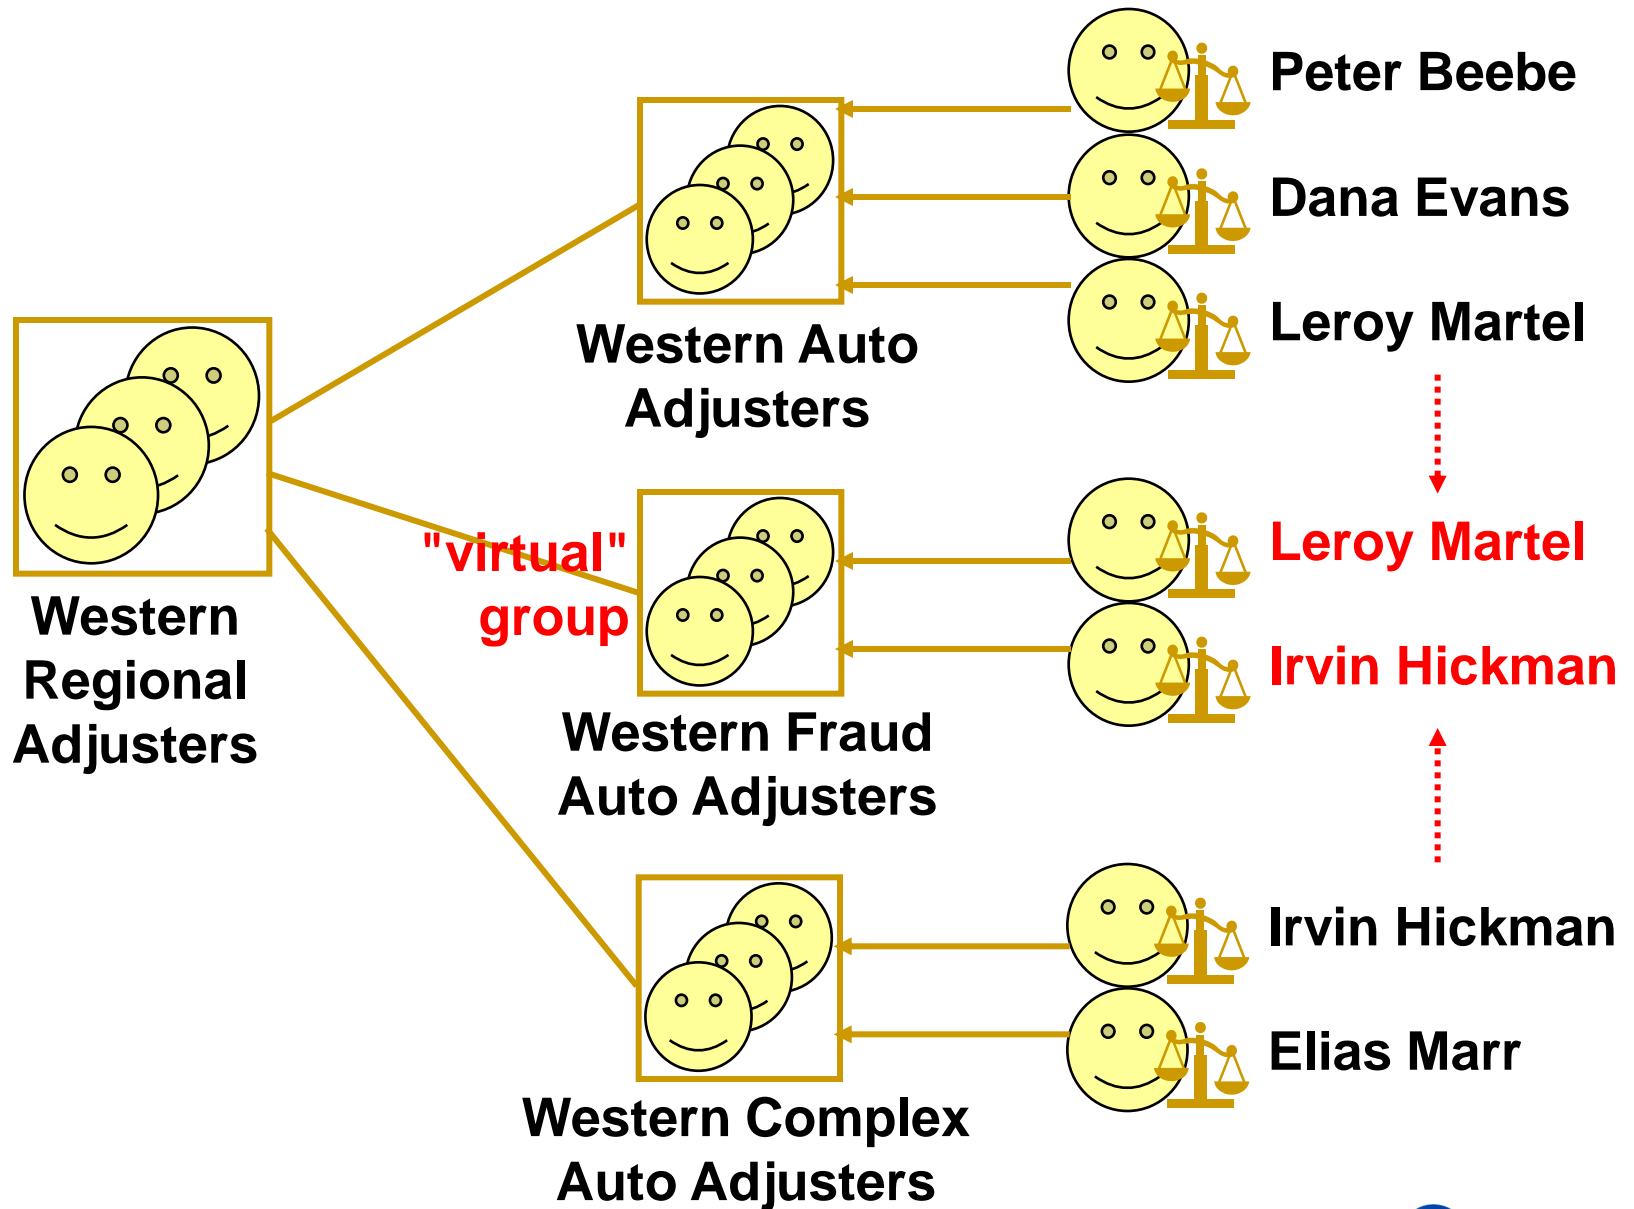 Peter Beebe
Dana Evans
Leroy Martel
Western Auto
Adjusters
Leroy Martel
Irvin Hickman
"virtual"
group
Western
Regional
Adjusters
Western Fraud
Auto Adjusters
Irvin Hickman
Elias Marr
Western Complex
Auto Adjusters